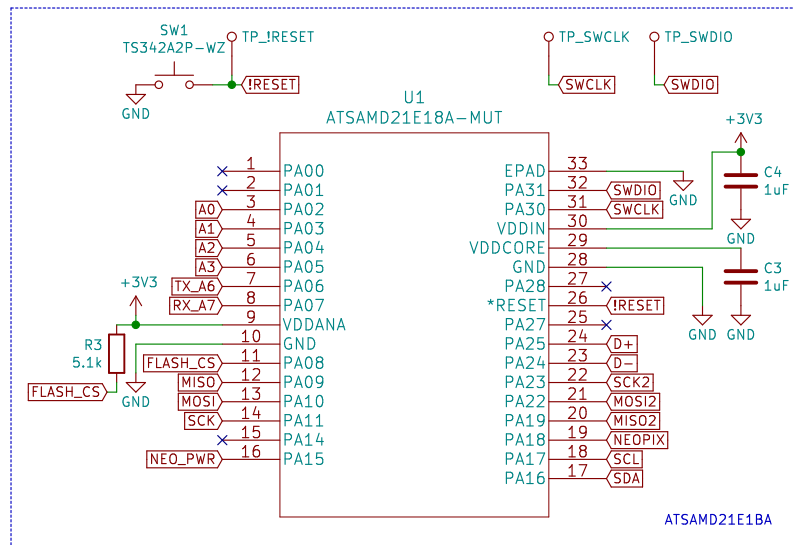 SW1
TS342A2P-WZ
TP_!RESET
!RESET
GND
TP_SWCLK
SWCLK
TP_SWDIO
SWDIO
U1
ATSAMD21E18A-MUT
1 PA00
2 PA01
A0 3 PA02
A1 4 PA03
A2 5 PA04
A3 6 PA05
TX_A6 7 PA06
RX_A7 8 PA07
9 VDDANA
10 GND
FLASH_CS 11 PA08
MISO 12 PA09
MOSI 13 PA10
SCK 14 PA11
15 PA14
NEO_PWR 16 PA15
+3V3
R3
5.1k
FLASH_CS
GND
EPAD 33
PA31 32 SWDIO
PA30 31 SWCLK
VDDIN 30
VDDCORE 29
GND 28
PA28 27
*RESET 26 !RESET
PA27 25
PA25 24 D+
PA24 23 D-
PA23 22 SCK2
PA22 21 MOSI2
PA19 20 MISO2
PA18 19 NEOPIX
PA17 18 SCL
PA16 17 SDA
GND
+3V3
C4
1uF
GND
C3
1uF
GND
GND
ATSAMD21E1BA